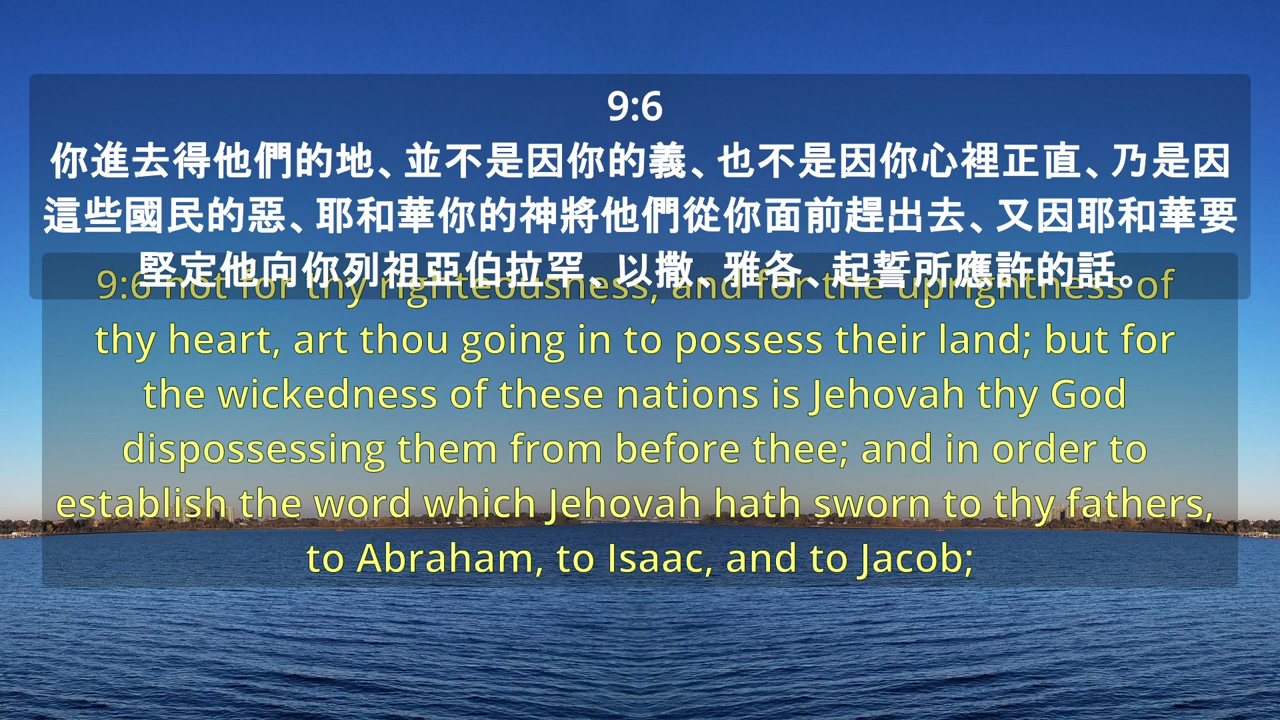 9:6
你進去得他們的地、並不是因你的義、也不是因你心裡正直、乃是因
這些國民的惡、耶和華你的神將他們從你面前趕出去、又因耶和華要
堅定他向你列祖亞伯拉罕、以撒、雅各、起誓所應許的話。
9:6 not for thy righteousness, and for the uprightness of
thy heart, art thou going in to possess their land; but for
the wickedness of these nations is Jehovah thy God
dispossessing them from before thee; and in order to
establish the word which Jehovah hath sworn to thy fathers,
to Abraham, to Isaac, and to Jacob;